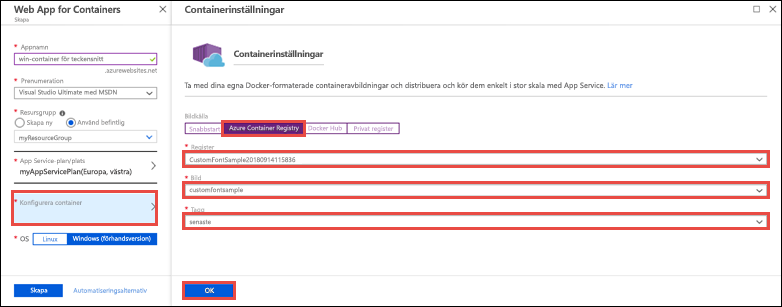 Web App for Containers
Skapa
* Appnamn
win-container för teckensnitt
.azurewebsites.net
* Prenumeration
Visual Studio Ultimate med MSDN
* Resursgrupp
Skapa ny
Använd befintlig
myResourceGroup
* App Service-plan/plats
myAppServicePlan(Europa, västra)
* Konfigurera container
* OS
Linux
Windows (förhandsversion)
Skapa
Automatiseringsalternativ
Containerinställningar
Containerinställningar
Ta med dina egna Docker-formaterade containeravbildningar och distribuera och kör dem enkelt i stor skala med App Service. Lär mer
Bildkälla
Snabbstart
Azure Container Registry
Docker Hub
Privat register
* Register
CustomFontSample20180914115836
* Bild
customfontsample
* Tagg
senaste
OK